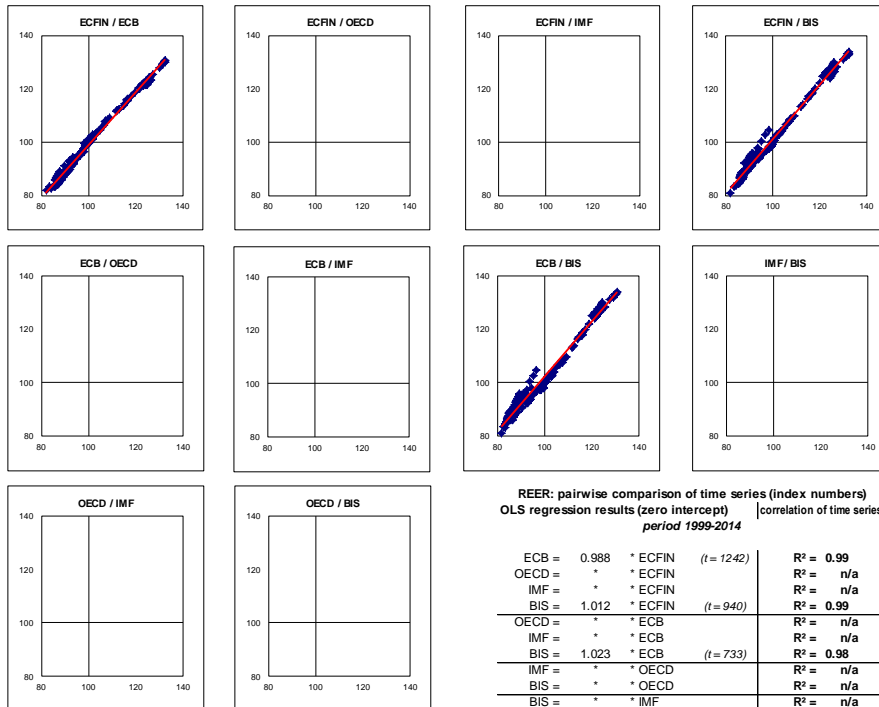 ECFIN / ECB
140
120
100
80
80 100 120 140
ECFIN / OECD
140
120
100
80
80 100 120 140
ECFIN / IMF
140
120
100
80
80 100 120 140
ECFIN / BIS
140
120
100
80
80 100 120 140
ECB / OECD
140
120
100
80
80 100 120 140
ECB / IMF
140
120
100
80
80 100 120 140
ECB / BIS
140
120
100
80
80 100 120 140
IMF/ BIS
140
120
100
80
80 100 120 140
OECD / IMF
140
120
100
80
80 100 120 140
OECD / BIS
140
120
100
80
80 100 120 140
REER: pairwise comparison of time series (index numbers)
OLS regression results (zero intercept) correlation of time series
period 1999-2014
ECB = 0.988 * ECFIN (t = 1242) R² = 0.99
OECD = * * ECFIN R² = n/a
IMF = * * ECFIN R² = n/a
BIS = 1.012 * ECFIN (t = 940) R² = 0.99
OECD = * * ECB R² = n/a
IMF = * * ECB R² = n/a
BIS = 1.023 * ECB (t = 733) R² = 0.98
IMF = * * OECD R² = n/a
BIS = * * OECD R² = n/a
BIS = * * IMF R² = n/a